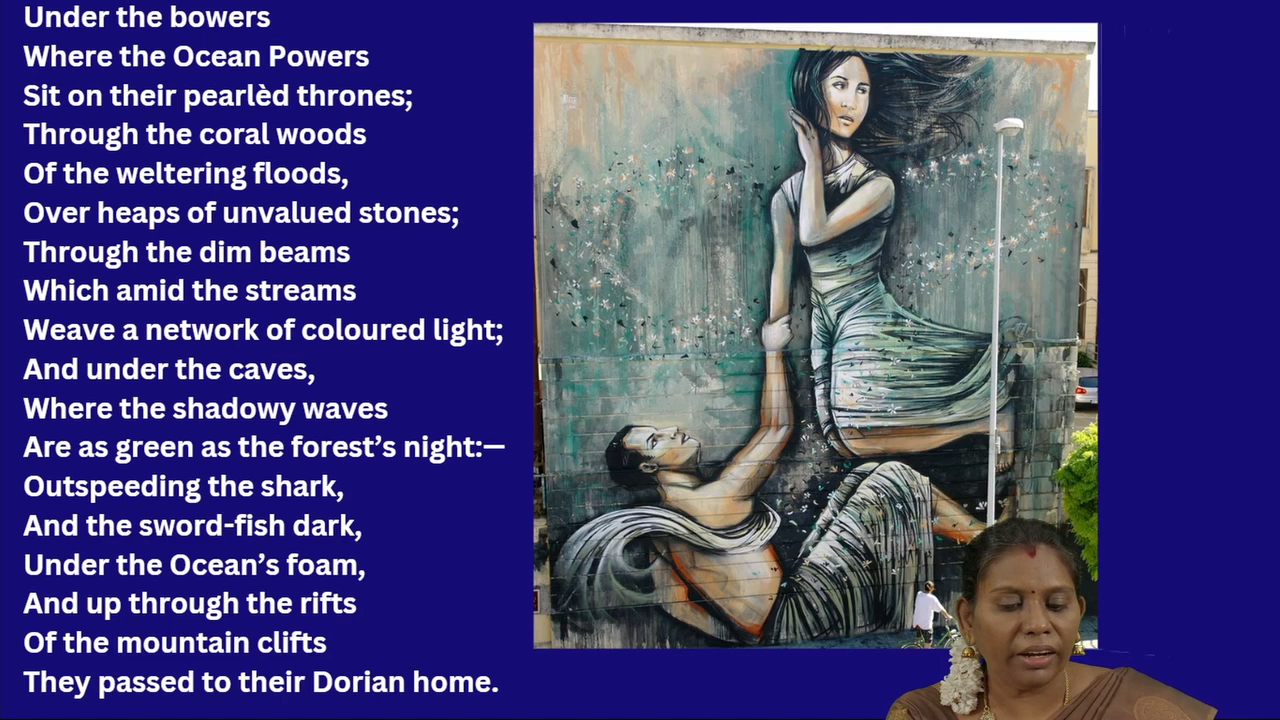 Under the bowers
Where the Ocean Powers
Sit on their pearlèd thrones;
Through the coral woods
Of the weltering floods,
Over heaps of unvalued stones;
Through the dim beams
Which amid the streams
Weave a network of coloured light;
And under the caves,
Where the shadowy waves
Are as green as the forest’s night:—
Outspeeding the shark,
And the sword-fish dark,
Under the Ocean’s foam,
And up through the rifts
Of the mountain clifts
They passed to their Dorian home.